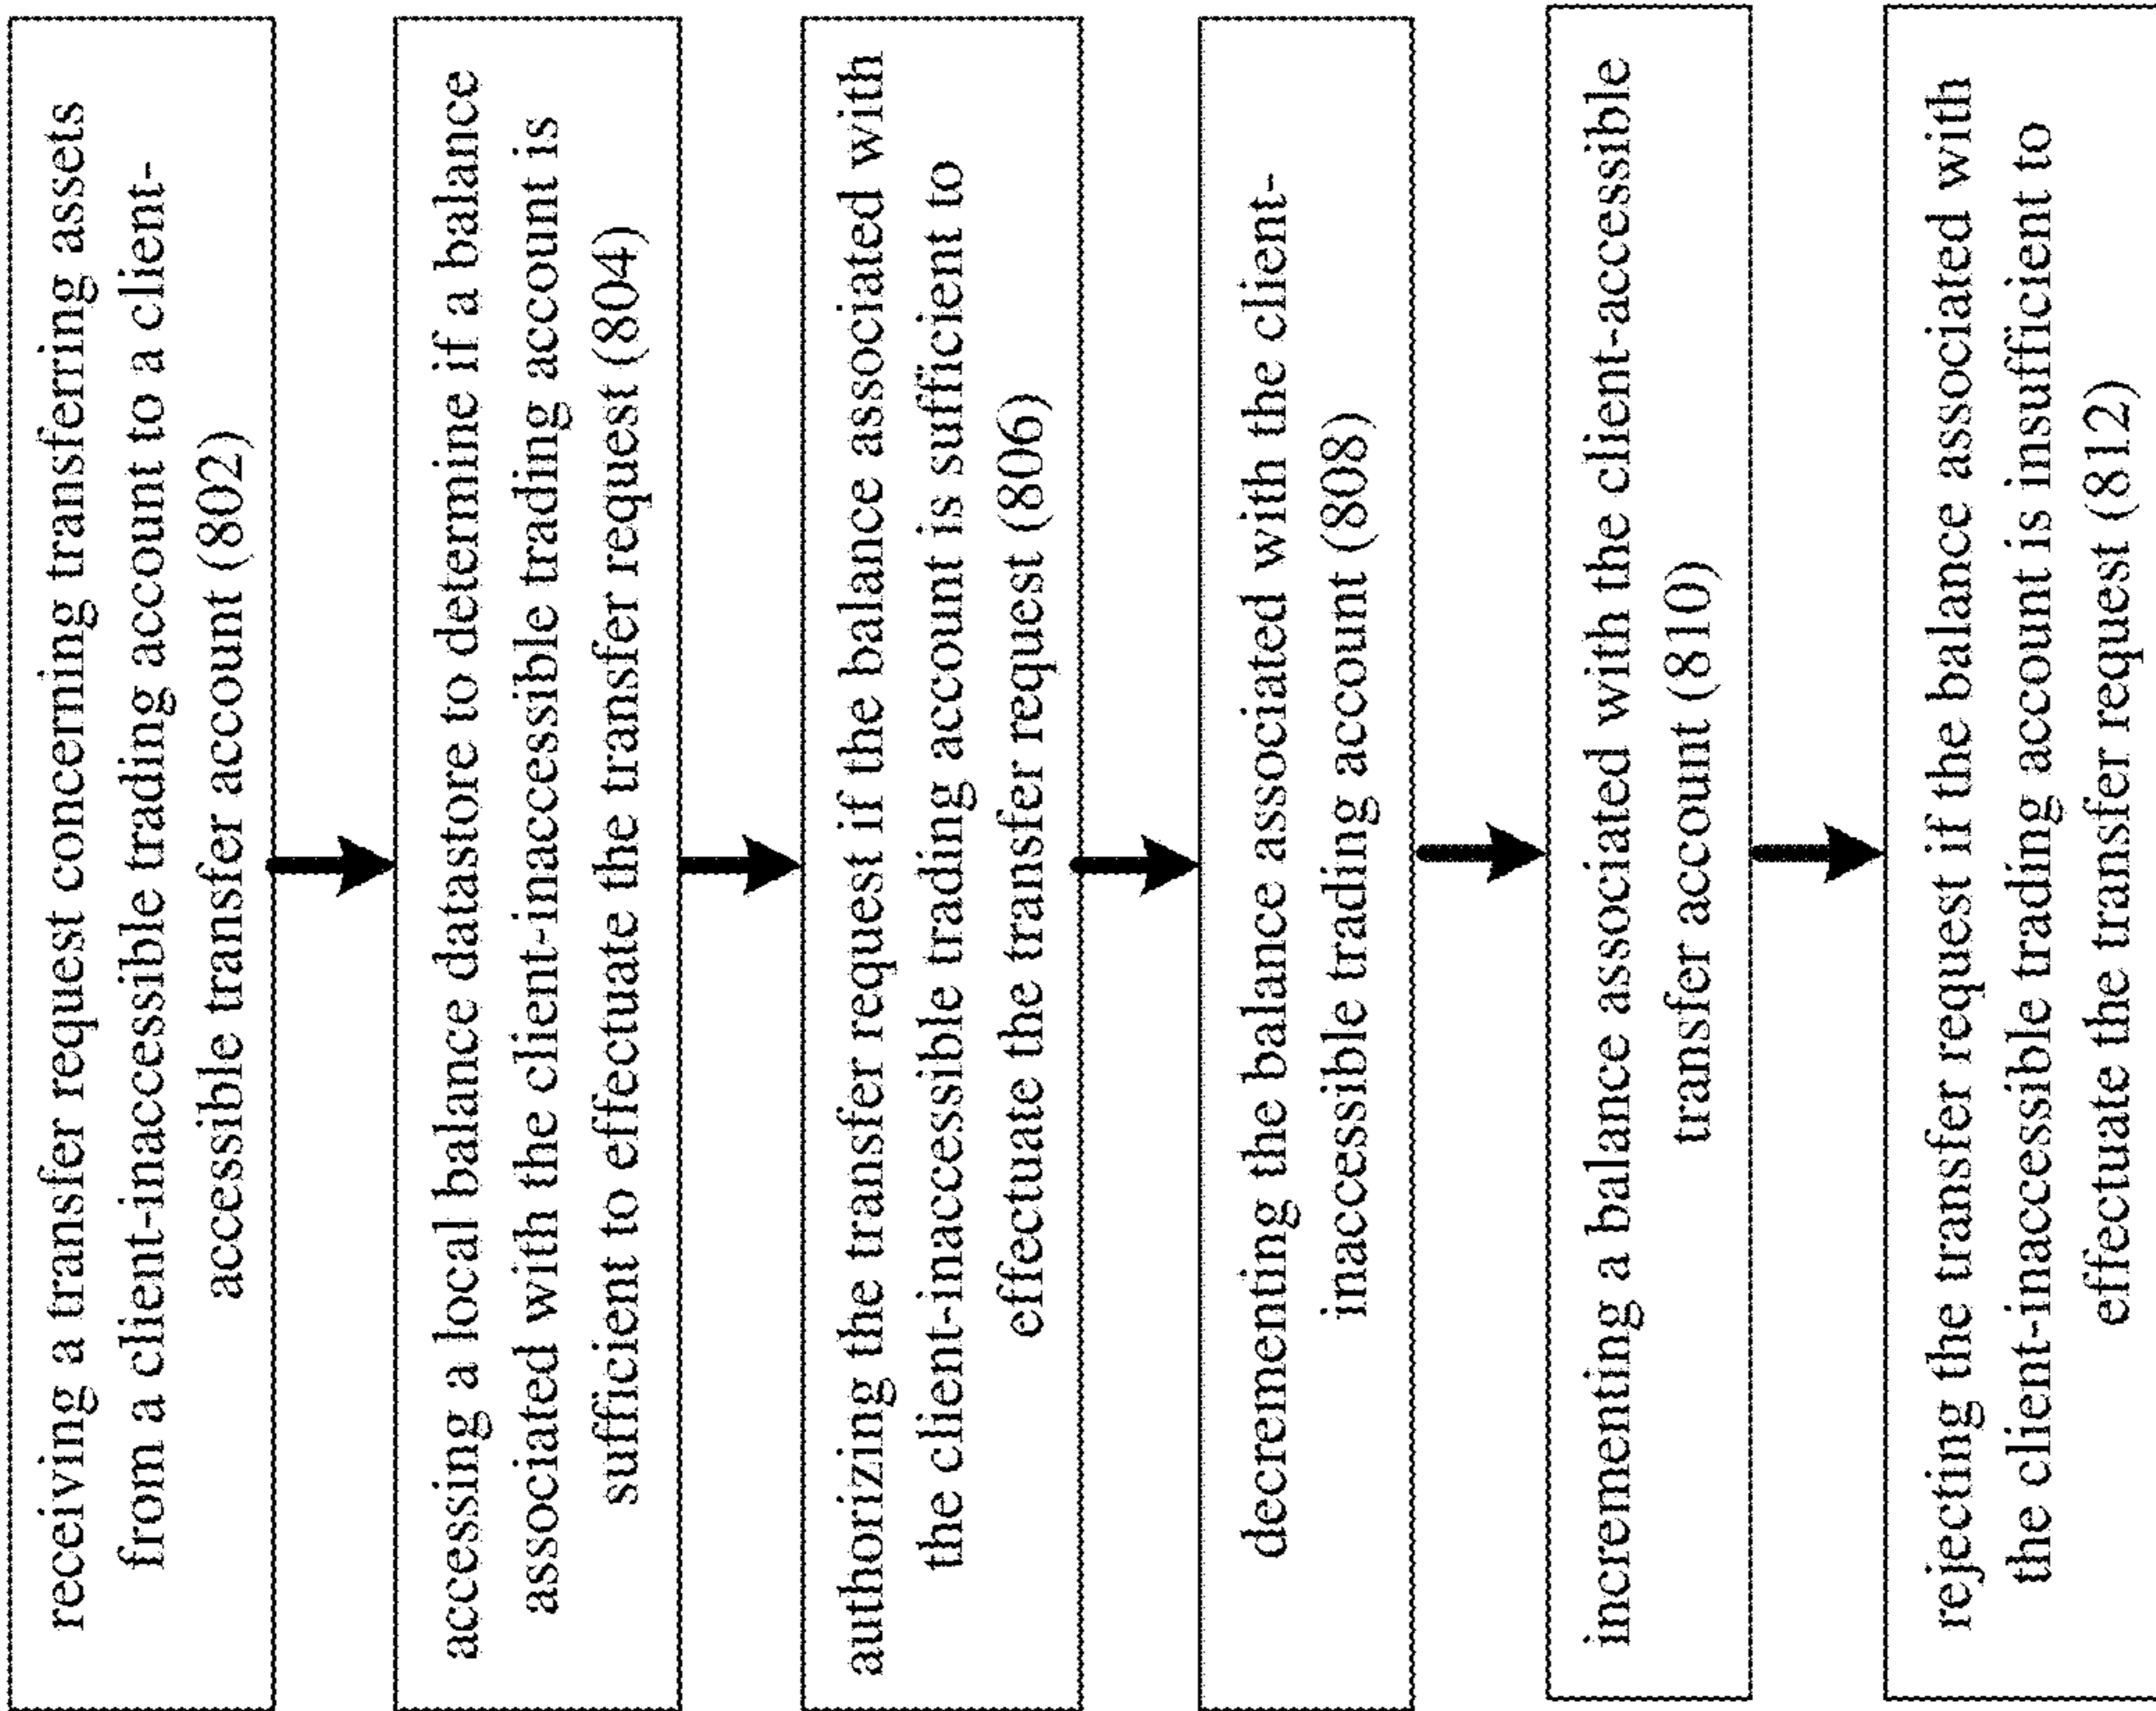 receiving a transfer request concerning transferring assets
from a client-inaccessible trading account to a client-
accessible transfer account (802)
accessing a local balance datastore to determine if a balance
associated with the client-inaccessible trading account is
sufficient to effectuate the transfer request (804)
authorizing the transfer request if the balance associated with
the client-inaccessible trading account is sufficient to
effectuate the transfer request (806)
decrementing the balance associated with the client-
inaccessible trading account (808)
incrementing a balance associated with the client-accessible
transfer account (810)
rejecting the transfer request if the balance associated with
the client-inaccessible trading account is insufficient to
effectuate the transfer request (812)